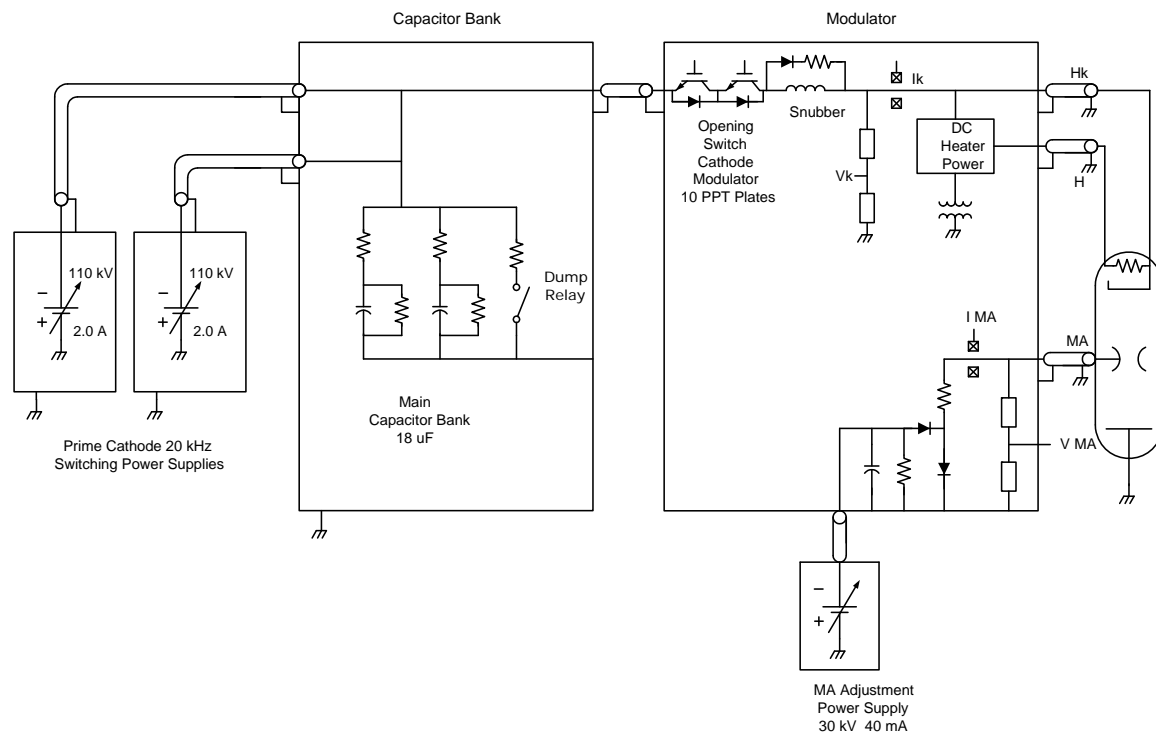 Capacitor Bank
Modulator
Ik
Hk
Snubber
Opening
Switch
Cathode
Modulator
10 PPT Plates
DC
Heater
Power
Vk
H
110 kV
−
+
2.0 A
110 kV
−
+
2.0 A
Dump
Relay
I MA
MA
Main
Capacitor Bank
18 uF
Prime Cathode 20 kHz
Switching Power Supplies
V MA
−
+
MA Adjustment
Power Supply
30 kV 40 mA